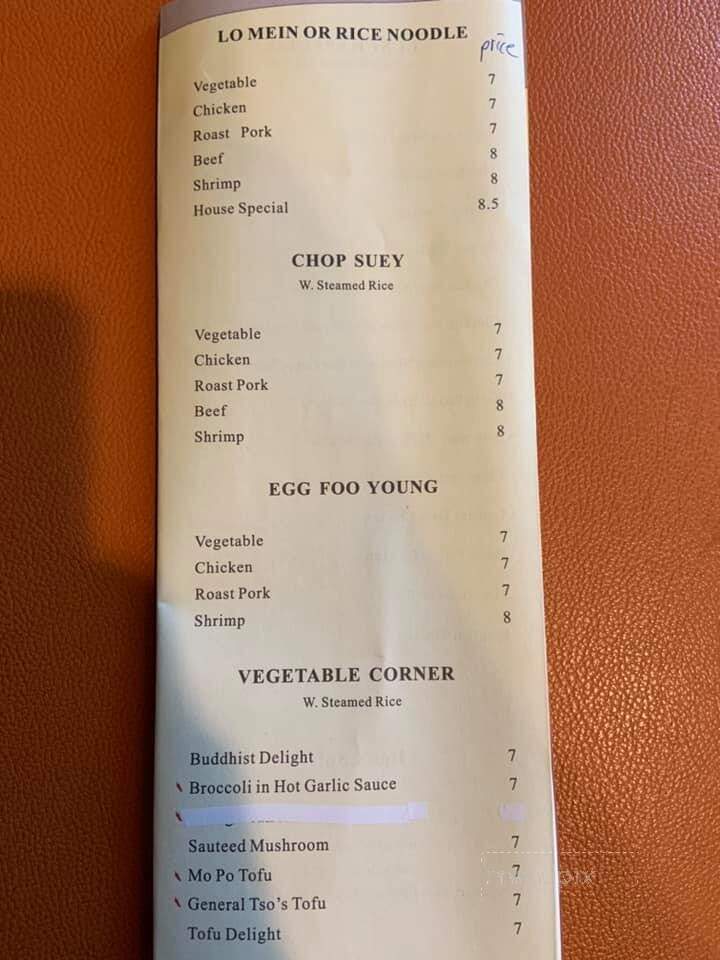 LO MEIN OR RICE NOODLE
price
Vegetable 7
Chicken 7
Roast Pork 7
Beef 8
Shrimp 8
House Special 8.5
CHOP SUEY
W. Steamed Rice
Vegetable 7
Chicken 7
Roast Pork 7
Beef 8
Shrimp 8
EGG FOO YOUNG
Vegetable 7
Chicken 7
Roast Pork 7
Shrimp 8
VEGETABLE CORNER
W. Steamed Rice
Buddhist Delight 7
Broccoli in Hot Garlic Sauce 7
Sauteed Mushroom 7
Mo Po Tofu 7
General Tso's Tofu 7
Tofu Delight 7